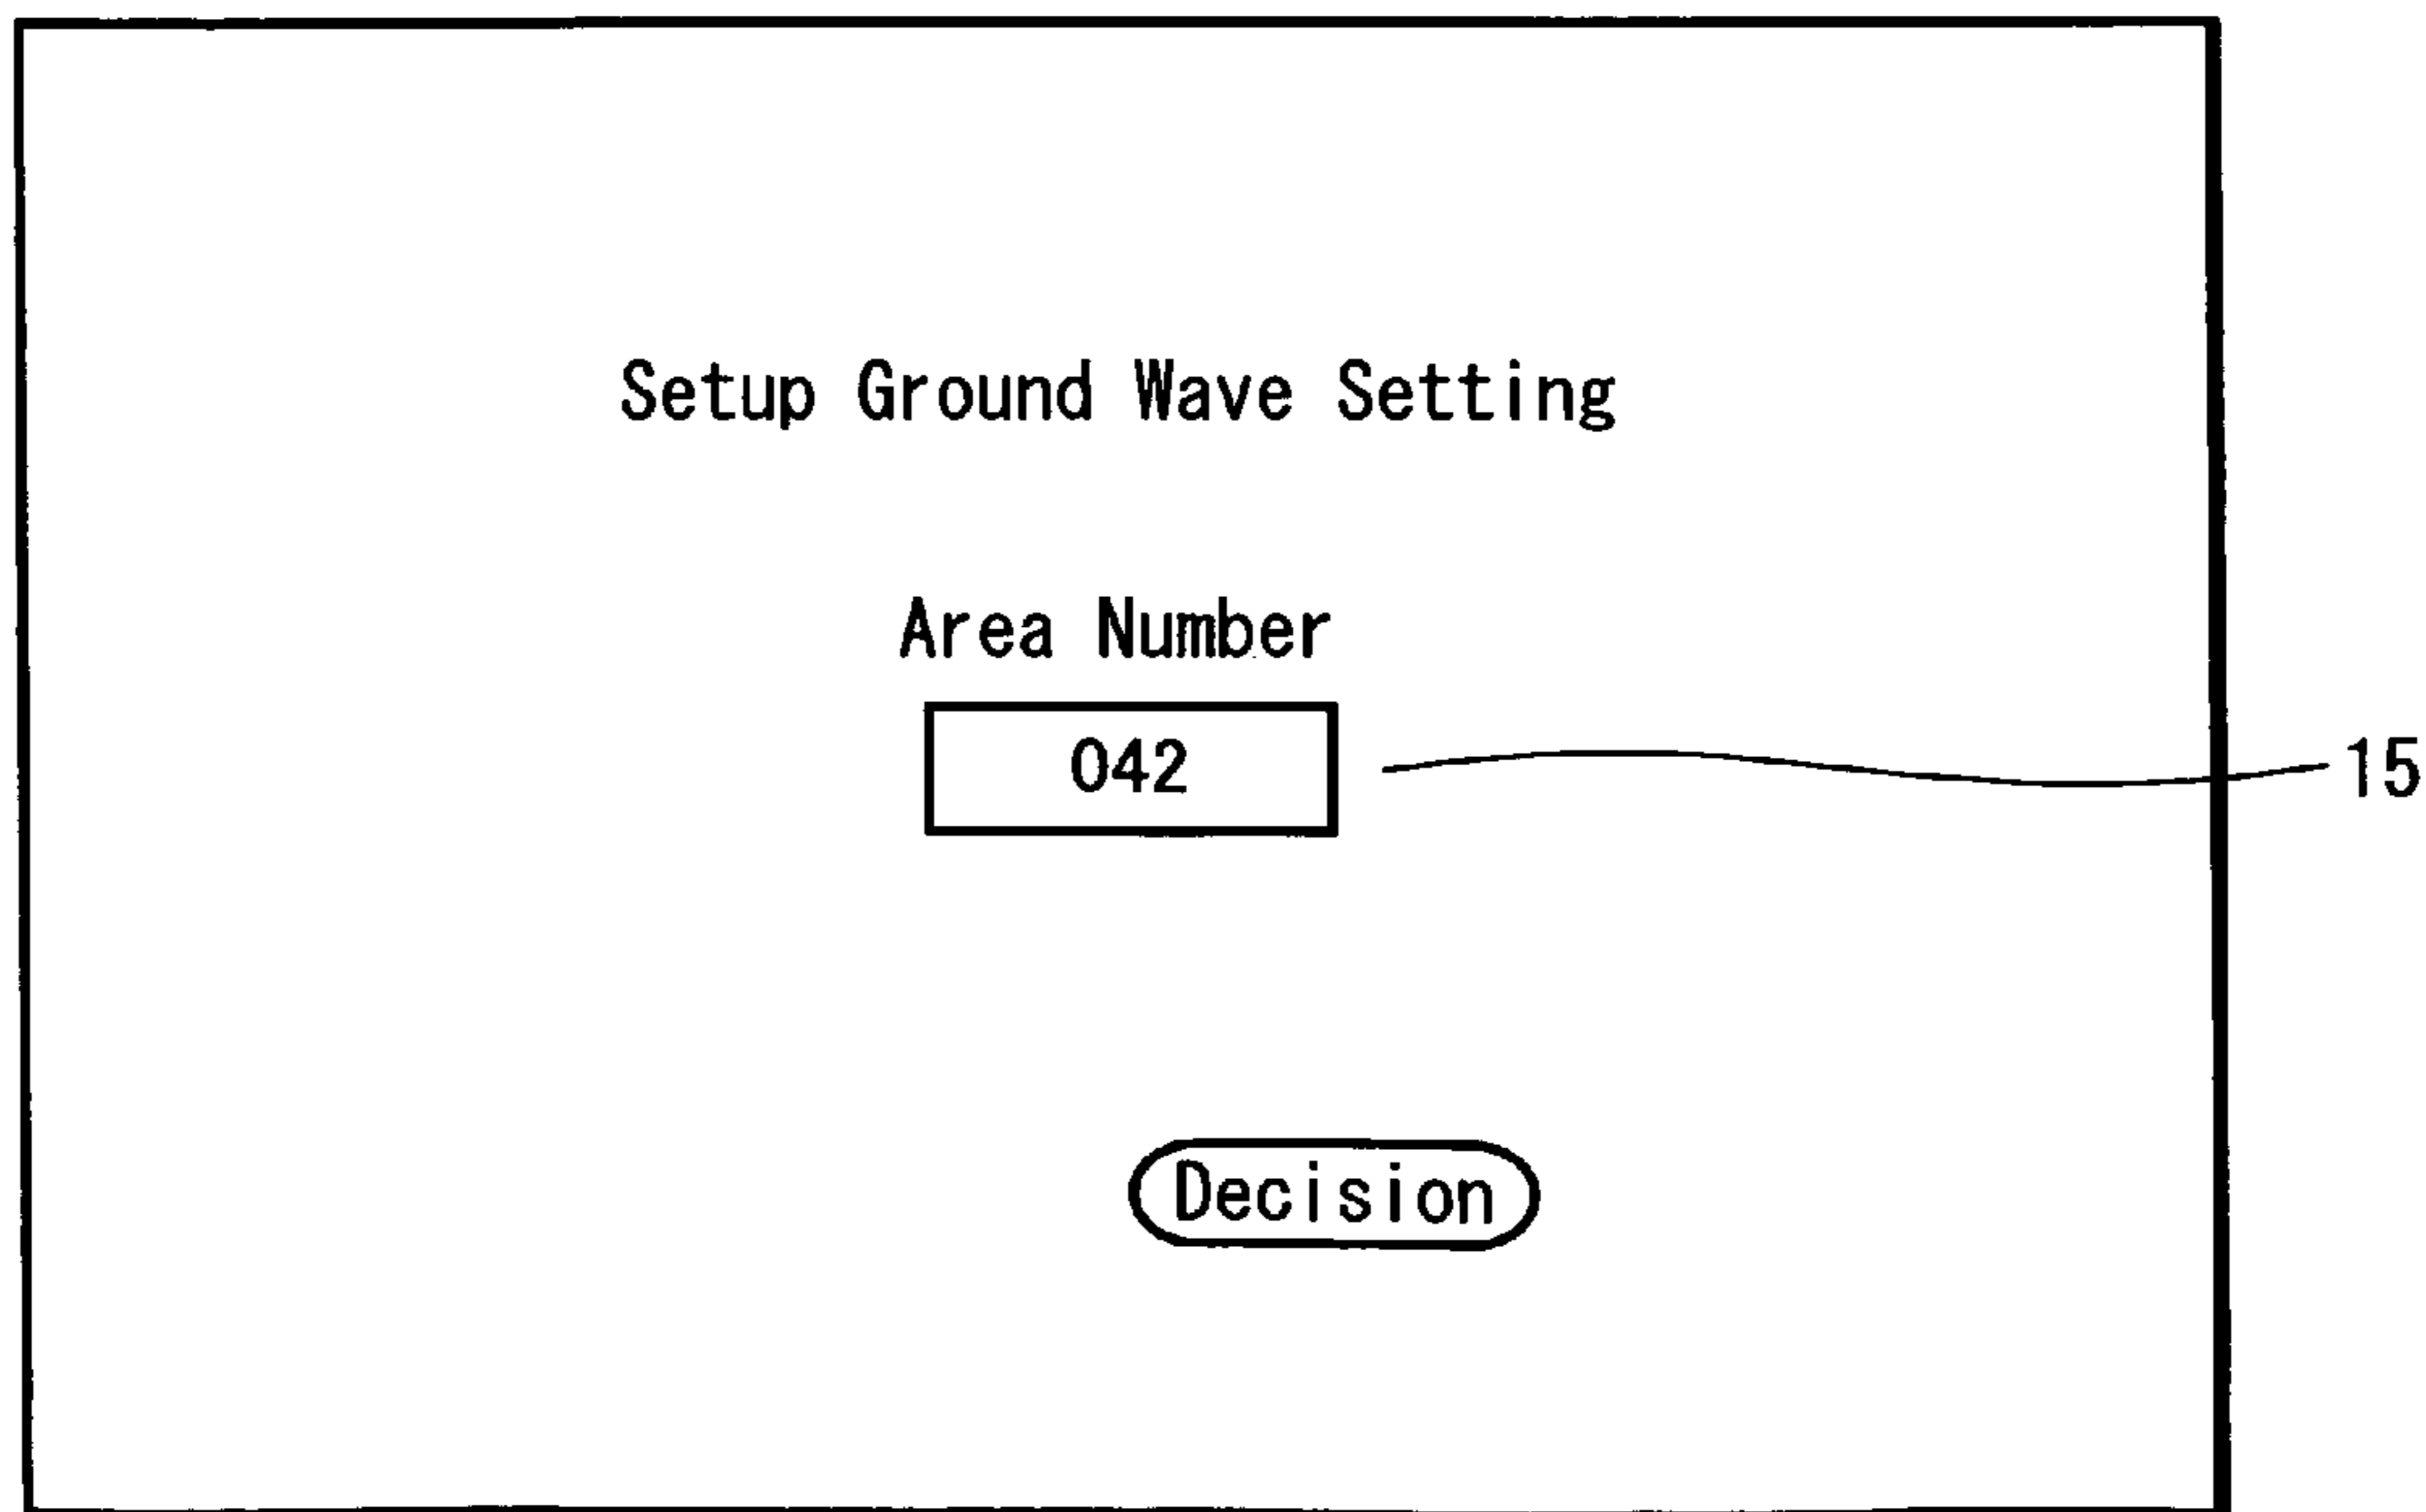 Setup Ground Wave Setting
Area Number
042
15
Decision